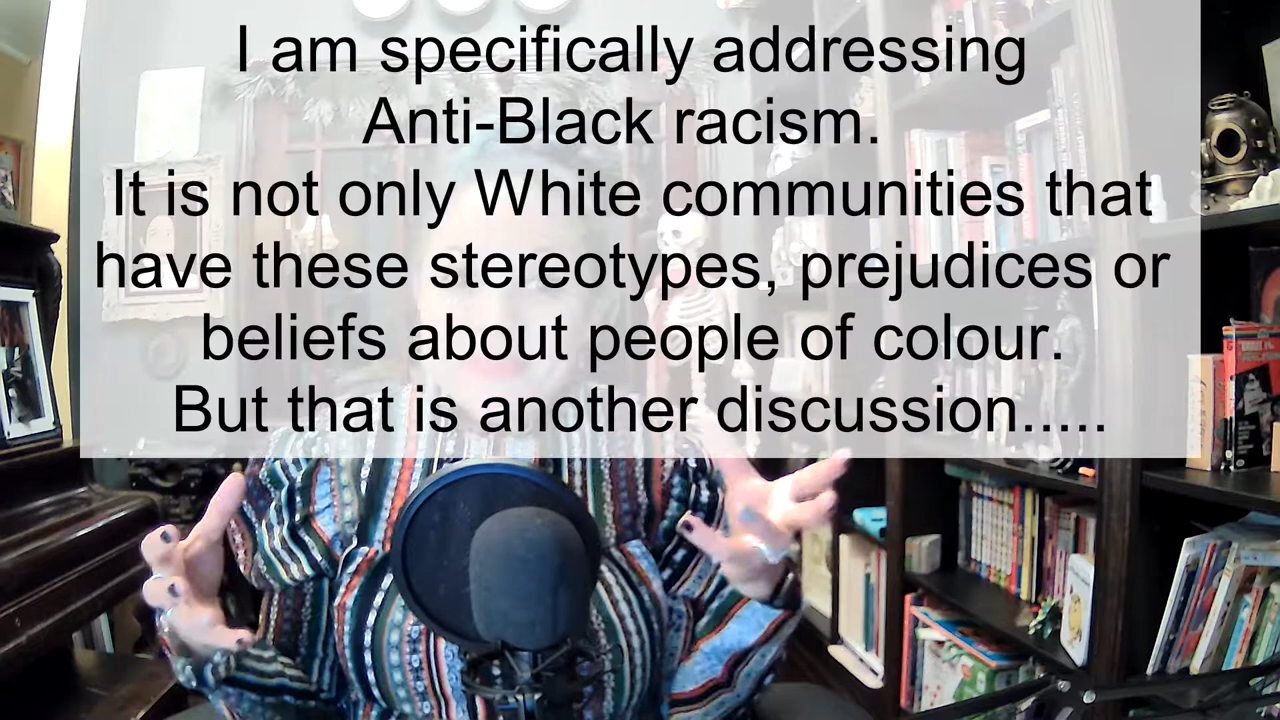 I am specifically addressing
Anti-Black racism.
It is not only White communities that
have these stereotypes, prejudices or
beliefs about people of colour.
But that is another discussion.....